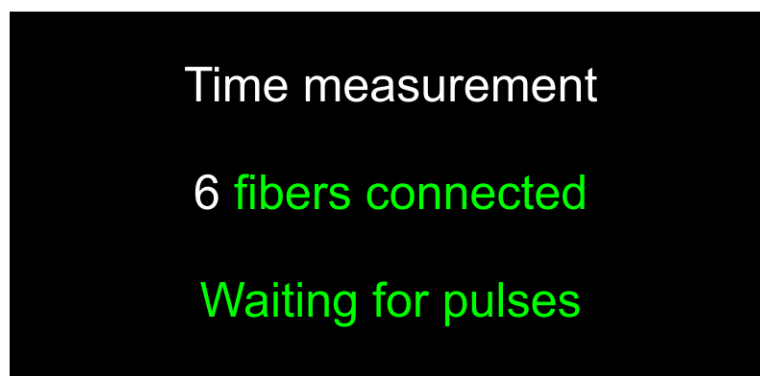 Time measurement
6 fibers connected
Waiting for pulses